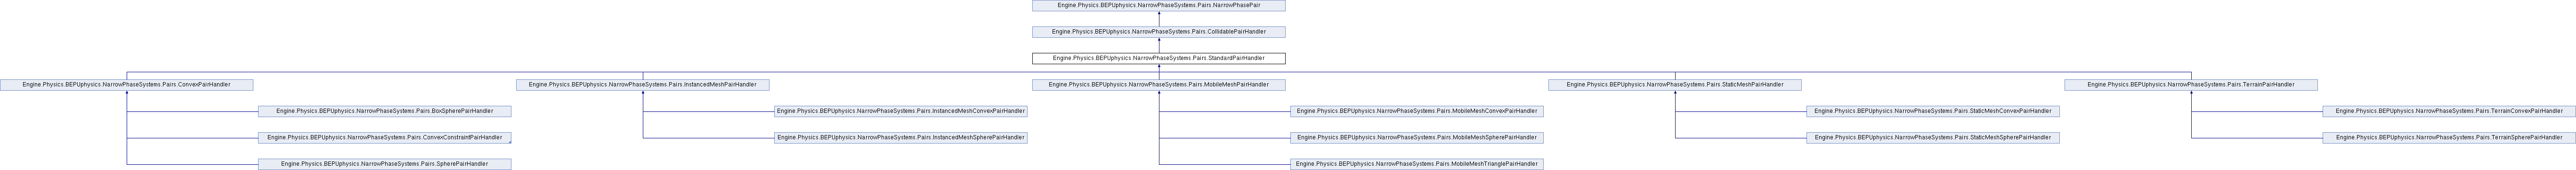 Engine.Physics.BEPUphysics.NarrowPhaseSystems.Pairs.NarrowPhasePair
Engine.Physics.BEPUphysics.NarrowPhaseSystems.Pairs.CollidablePairHandler
Engine.Physics.BEPUphysics.NarrowPhaseSystems.Pairs.StandardPairHandler
Engine.Physics.BEPUphysics.NarrowPhaseSystems.Pairs.ConvexPairHandler
Engine.Physics.BEPUphysics.NarrowPhaseSystems.Pairs.InstancedMeshPairHandler
Engine.Physics.BEPUphysics.NarrowPhaseSystems.Pairs.MobileMeshPairHandler
Engine.Physics.BEPUphysics.NarrowPhaseSystems.Pairs.StaticMeshPairHandler
Engine.Physics.BEPUphysics.NarrowPhaseSystems.Pairs.TerrainPairHandler
Engine.Physics.BEPUphysics.NarrowPhaseSystems.Pairs.BoxSpherePairHandler
Engine.Physics.BEPUphysics.NarrowPhaseSystems.Pairs.InstancedMeshConvexPairHandler
Engine.Physics.BEPUphysics.NarrowPhaseSystems.Pairs.MobileMeshConvexPairHandler
Engine.Physics.BEPUphysics.NarrowPhaseSystems.Pairs.StaticMeshConvexPairHandler
Engine.Physics.BEPUphysics.NarrowPhaseSystems.Pairs.TerrainConvexPairHandler
Engine.Physics.BEPUphysics.NarrowPhaseSystems.Pairs.ConvexConstraintPairHandler
Engine.Physics.BEPUphysics.NarrowPhaseSystems.Pairs.InstancedMeshSpherePairHandler
Engine.Physics.BEPUphysics.NarrowPhaseSystems.Pairs.MobileMeshSpherePairHandler
Engine.Physics.BEPUphysics.NarrowPhaseSystems.Pairs.StaticMeshSpherePairHandler
Engine.Physics.BEPUphysics.NarrowPhaseSystems.Pairs.TerrainSpherePairHandler
Engine.Physics.BEPUphysics.NarrowPhaseSystems.Pairs.SpherePairHandler
Engine.Physics.BEPUphysics.NarrowPhaseSystems.Pairs.MobileMeshTrianglePairHandler